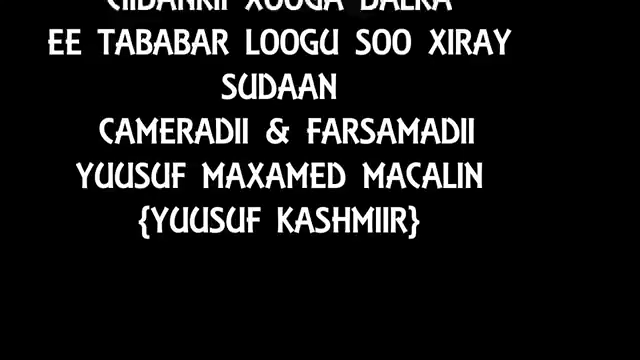 CIIDANKII XOOGA DALKA
EE TABABAR LOOGU SOO XIRAY
SUDAAN
CAMERADII & FARSAMADII
YUUSUF MAXAMED MACALIN
{YUUSUF KASHMIIR}